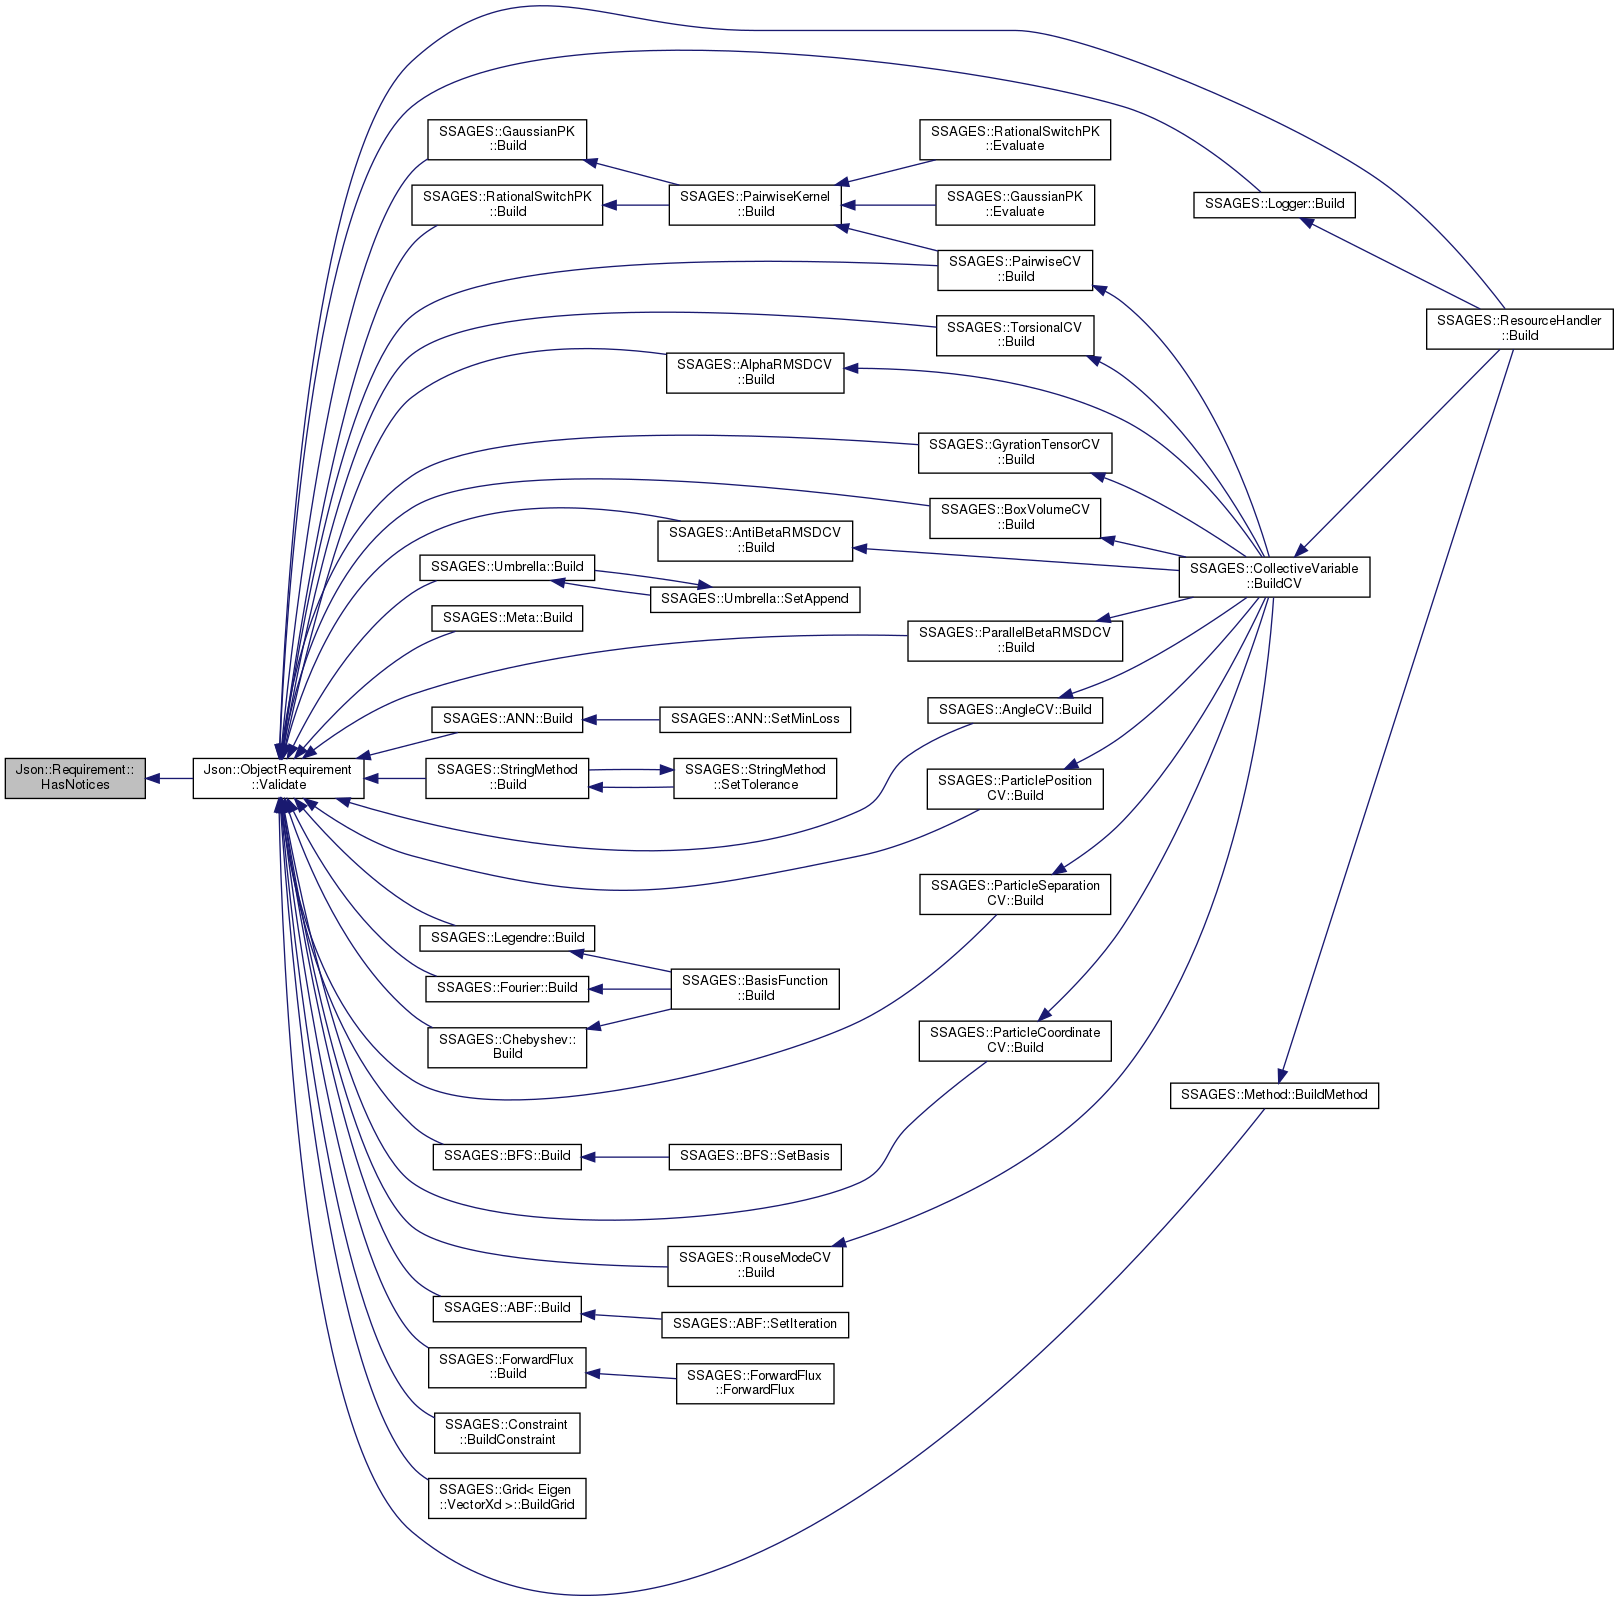 SSAGES::GaussianPK
::Build
SSAGES::RationalSwitchPK
::Evaluate
SSAGES::RationalSwitchPK
::Build
SSAGES::PairwiseKernel
::Build
SSAGES::GaussianPK
::Evaluate
SSAGES::Logger::Build
SSAGES::PairwiseCV
::Build
SSAGES::TorsionalCV
::Build
SSAGES::ResourceHandler
::Build
SSAGES::AlphaRMSDCV
::Build
SSAGES::GyrationTensorCV
::Build
SSAGES::BoxVolumeCV
::Build
SSAGES::AntiBetaRMSDCV
::Build
SSAGES::Umbrella::Build
SSAGES::Umbrella::SetAppend
SSAGES::CollectiveVariable
::BuildCV
SSAGES::Meta::Build
SSAGES::ParallelBetaRMSDCV
::Build
SSAGES::ANN::Build
SSAGES::ANN::SetMinLoss
SSAGES::AngleCV::Build
Json::Requirement::
HasNotices
Json::ObjectRequirement
::Validate
SSAGES::StringMethod
::Build
SSAGES::StringMethod
::SetTolerance
SSAGES::ParticlePosition
CV::Build
SSAGES::ParticleSeparation
CV::Build
SSAGES::Legendre::Build
SSAGES::Fourier::Build
SSAGES::BasisFunction
::Build
SSAGES::Chebyshev::
Build
SSAGES::ParticleCoordinate
CV::Build
SSAGES::Method::BuildMethod
SSAGES::BFS::Build
SSAGES::BFS::SetBasis
SSAGES::RouseModeCV
::Build
SSAGES::ABF::Build
SSAGES::ABF::SetIteration
SSAGES::ForwardFlux
::Build
SSAGES::ForwardFlux
::ForwardFlux
SSAGES::Constraint
::BuildConstraint
SSAGES::Grid< Eigen
::VectorXd >::BuildGrid